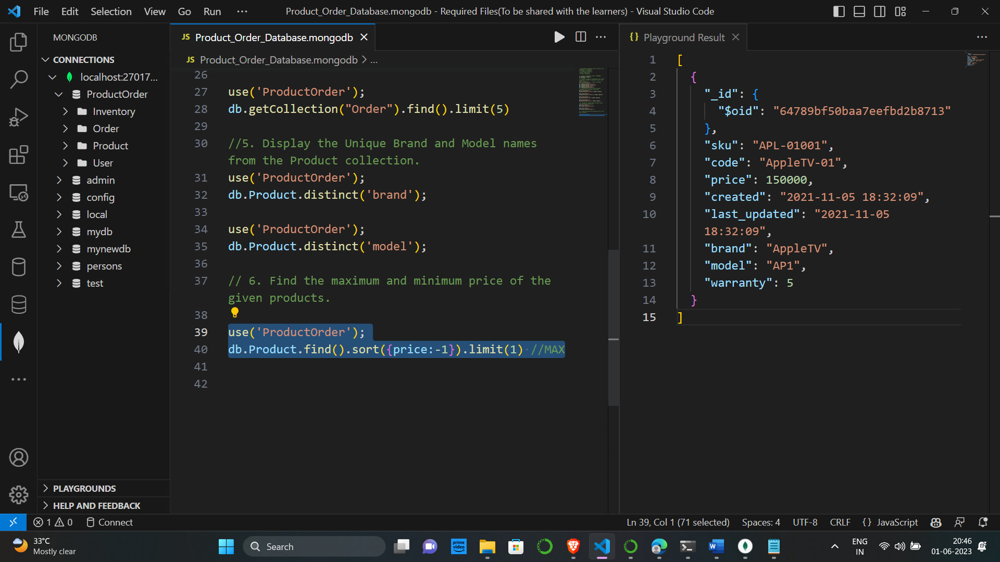 File Edit Selection View Go Run ···
Product_Order_Database.mongodb - Required Files(To be shared with the learners) - Visual Studio Code
MONGODB
CONNECTIONS
localhost:27017...
ProductOrder
Inventory
Order
Product
User
admin
config
local
mydb
mynewdb
persons
test
PLAYGROUNDS
HELP AND FEEDBACK
JS Product_Order_Database.mongodb
JS Product_Order_Database.mongodb > ...
26
27 use('ProductOrder');
28 db.getCollection("Order").find().limit(5)
29
30 //5. Display the Unique Brand and Model names
from the Product collection.
31 use('ProductOrder');
32 db.Product.distinct('brand');
33
34 use('ProductOrder');
35 db.Product.distinct('model');
36
37 // 6. Find the maximum and minimum price of the
given products.
38
39 use('ProductOrder');
40 db.Product.find().sort({price:-1}).limit(1) //MAX
41
42
{} Playground Result
1 [
2 {
3 "_id": {
4 "$oid": "64789bf50baa7eefbd2b8713"
5 },
6 "sku": "APL-01001",
7 "code": "AppleTV-01",
8 "price": 150000,
9 "created": "2021-11-05 18:32:09",
10 "last_updated": "2021-11-05
18:32:09",
11 "brand": "AppleTV",
12 "model": "AP1",
13 "warranty": 5
14 }
15 ]
1 0 Connect
Ln 39, Col 1 (71 selected) Spaces: 4 UTF-8 CRLF {} JavaScript
33°C
Mostly clear
Search
prime video
W
ENG
IN
20:46
01-06-2023